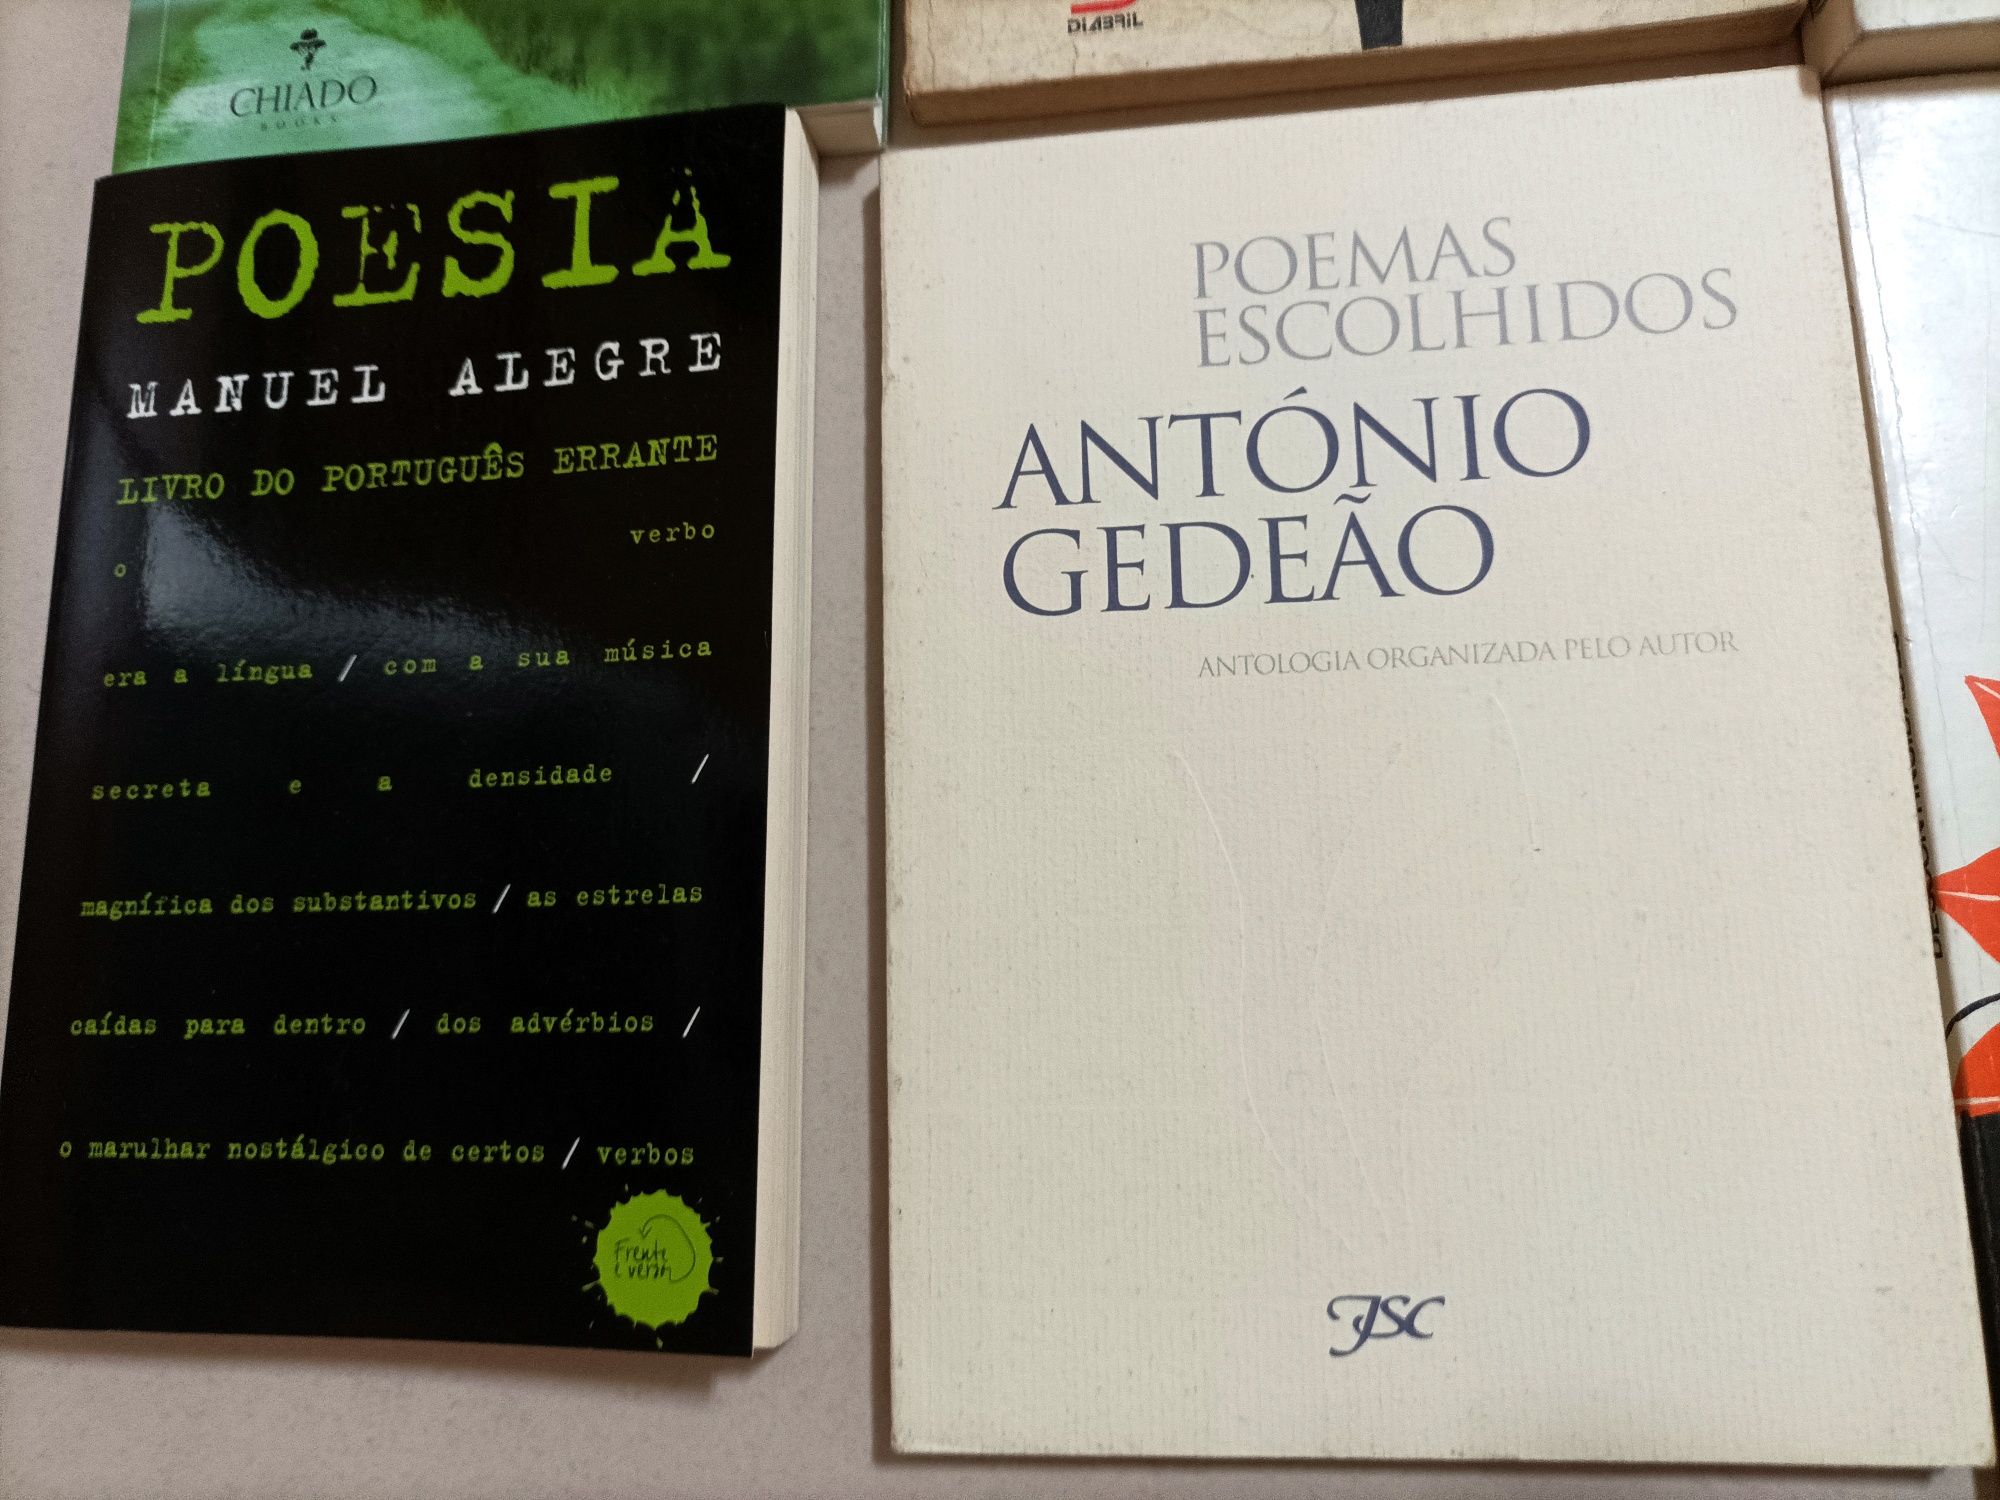 CHIADO
BOOKS
DIABRIL
POESIA
MANUEL ALEGRE
LIVRO DO PORTUGUÊS ERRANTE
verbo
o
era a língua / com a sua música
secreta e a densidade /
magnífica dos substantivos / as estrelas
caídas para dentro / dos advérbios /
o marulhar nostálgico de certos / verbos
Frente
e verso
POEMAS
ESCOLHIDOS
ANTÓNIO
GEDEÃO
ANTOLOGIA ORGANIZADA PELO AUTOR
JSC